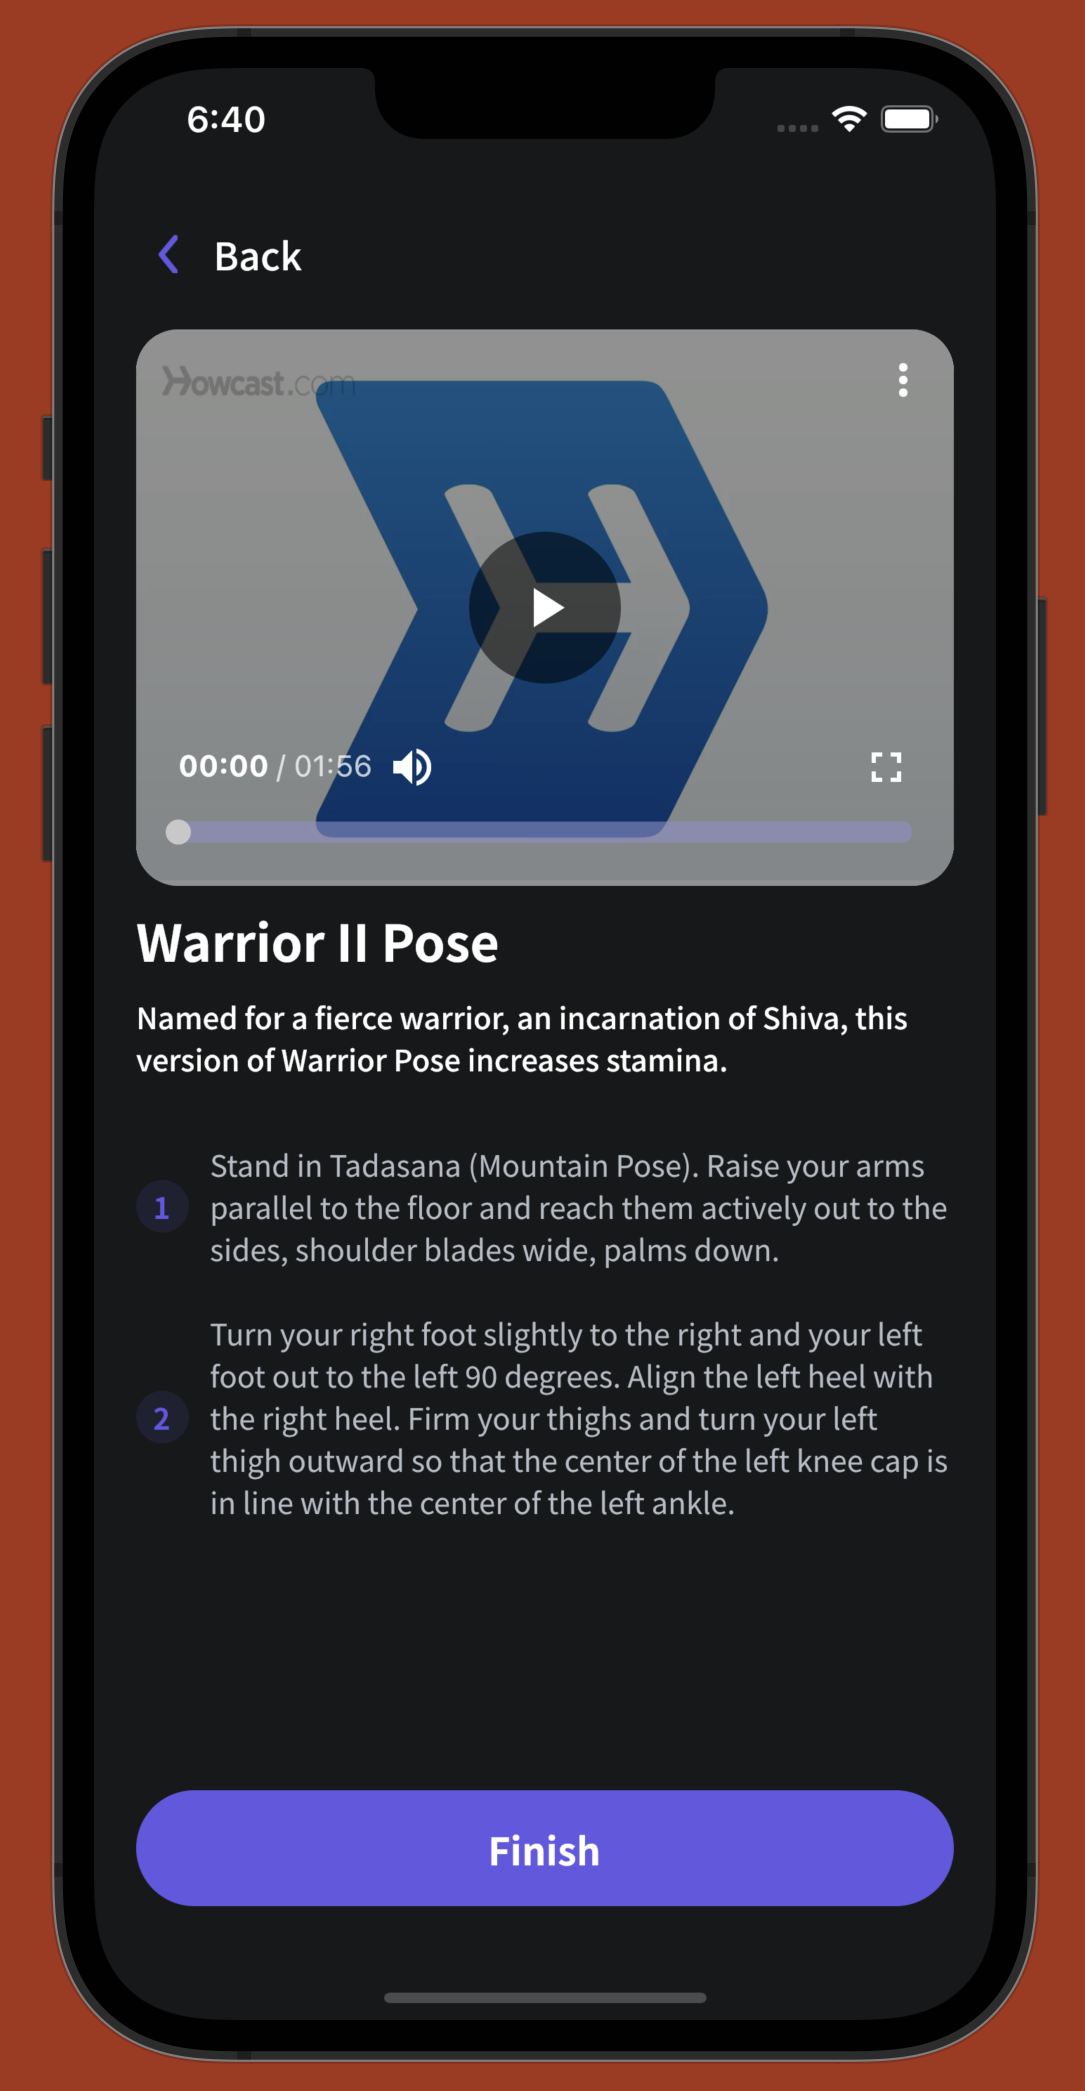 6:40
Back
Howcast.com
00:00 / 01:56
Warrior II Pose
Named for a fierce warrior, an incarnation of Shiva, this
version of Warrior Pose increases stamina.
1
Stand in Tadasana (Mountain Pose). Raise your arms
parallel to the floor and reach them actively out to the
sides, shoulder blades wide, palms down.
2
Turn your right foot slightly to the right and your left
foot out to the left 90 degrees. Align the left heel with
the right heel. Firm your thighs and turn your left
thigh outward so that the center of the left knee cap is
in line with the center of the left ankle.
Finish